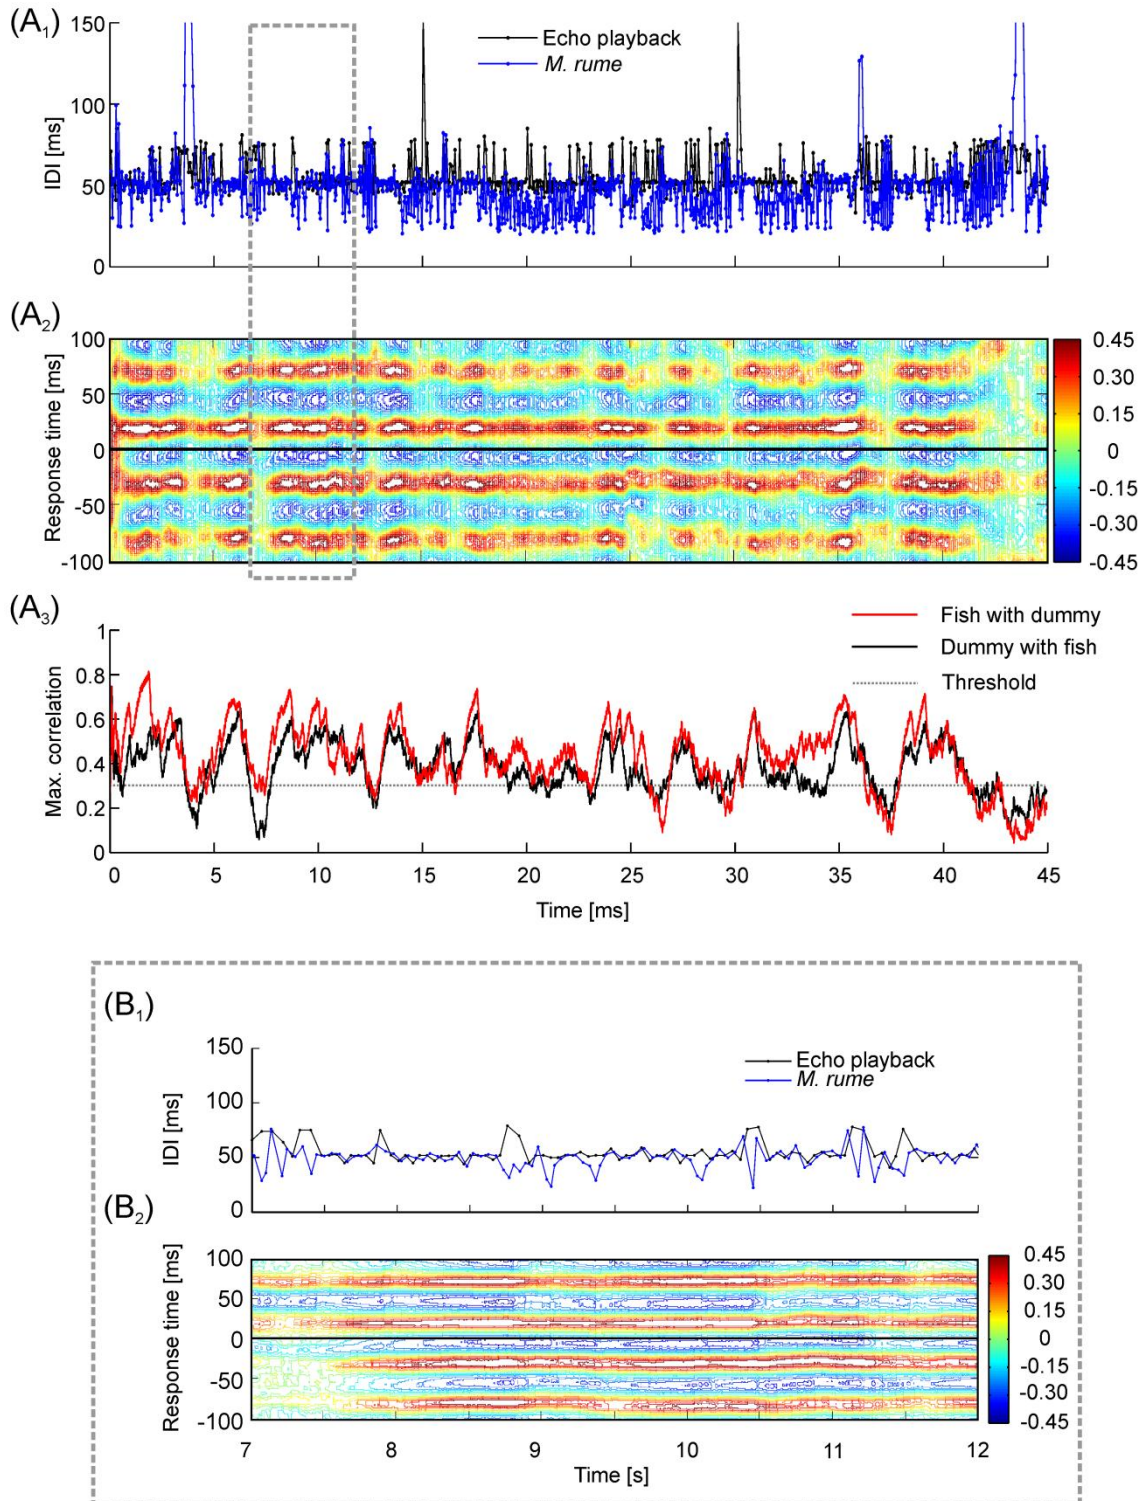 (A1)
150
100
50
0
IDI [ms]
Echo playback
M. rume
(A2)
100
50
0
-50
-100
Response time [ms]
0.45
0.30
0.15
0
-0.15
-0.30
-0.45
(A3)
1
0.8
0.6
0.4
0.2
0
Max. correlation
Fish with dummy
Dummy with fish
Threshold
0 5 10 15 20 25 30 35 40 45
Time [ms]
(B1)
150
100
50
0
IDI [ms]
Echo playback
M. rume
(B2)
100
50
0
-50
-100
Response time [ms]
0.45
0.30
0.15
0
-0.15
-0.30
-0.45
7 8 9 10 11 12
Time [s]